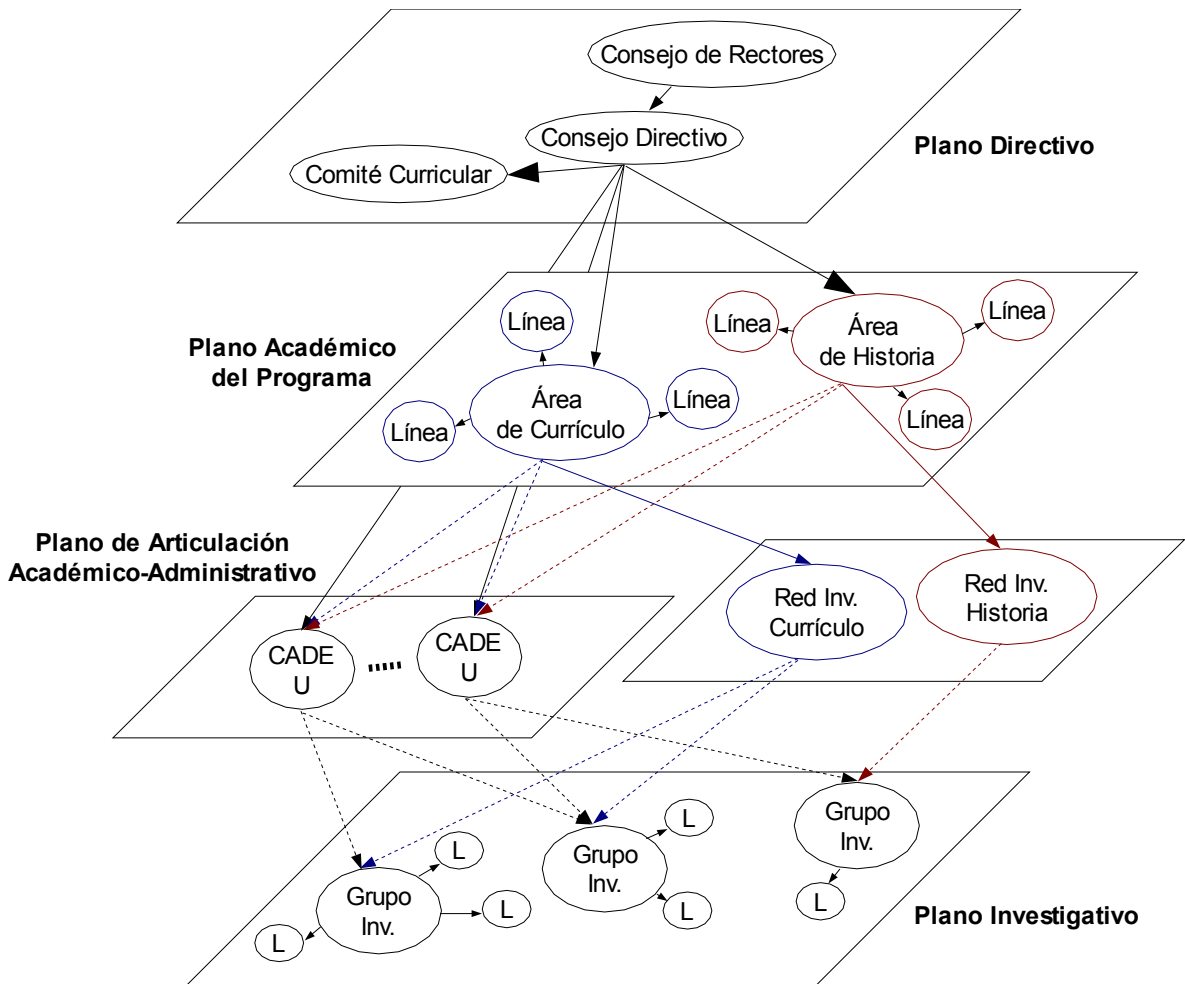 Consejo de Rectores
Consejo Directivo
Plano Directivo
Comité Curricular
Línea
Línea
Línea
Área
de Historia
Plano Académico
del Programa
Línea
Línea
Área
de Currículo
Línea
Línea
Plano de Articulación
Académico-Administrativo
Red Inv.
Currículo
Red Inv.
Historia
CADE
U
CADE
U
Grupo
Inv.
L
L
Grupo
Inv.
L
L
Grupo
Inv.
L
L
Plano Investigativo